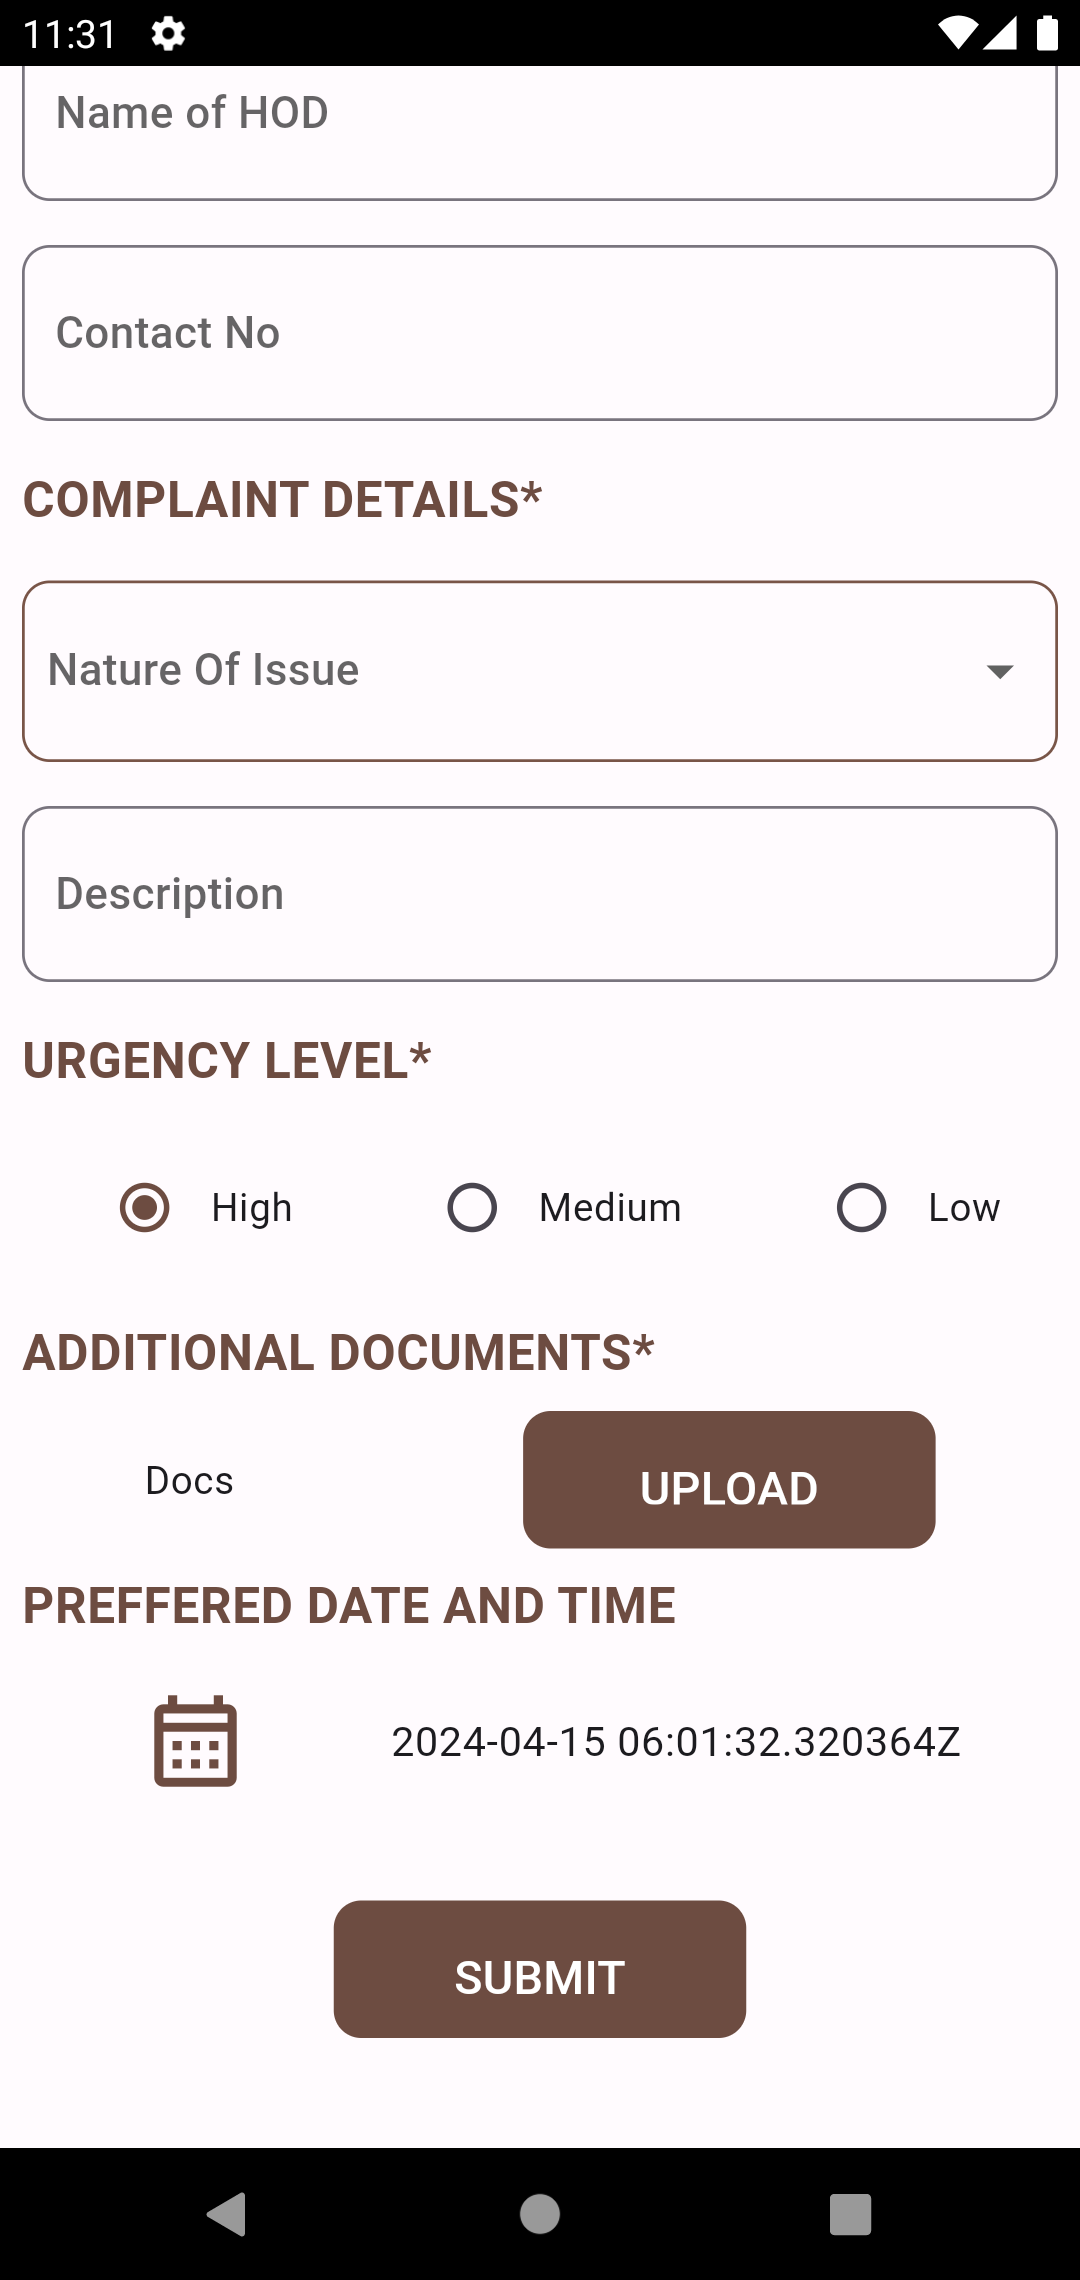 11:31
Name of HOD
Contact No
COMPLAINT DETAILS*
Nature Of Issue
Description
URGENCY LEVEL*
High Medium Low
ADDITIONAL DOCUMENTS*
Docs UPLOAD
PREFFERED DATE AND TIME
2024-04-15 06:01:32.320364Z
SUBMIT